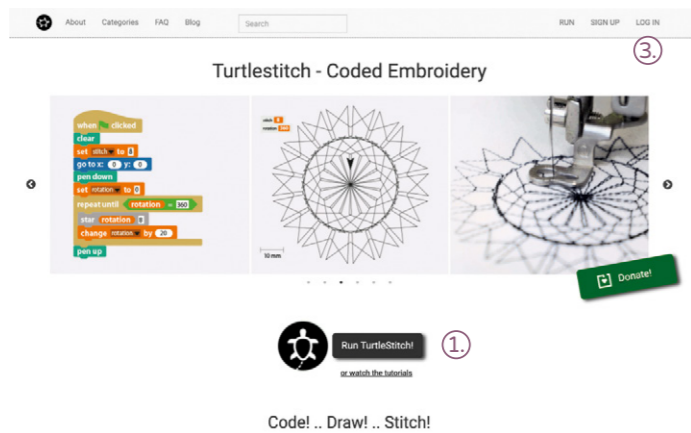 About Categories FAQ Blog Search RUN SIGN UP LOG IN
③.
Turtlestitch - Coded Embroidery
when clicked
clear
set stitch to 8
go to x: 0 y: 0
pen down
set rotation to 0
repeat until rotation = 360
star rotation
change rotation by 20
pen up
stitch 8
rotation 360
10 mm
Donate!
Run TurtleStitch!
①.
or watch the tutorials
Code! .. Draw! .. Stitch!